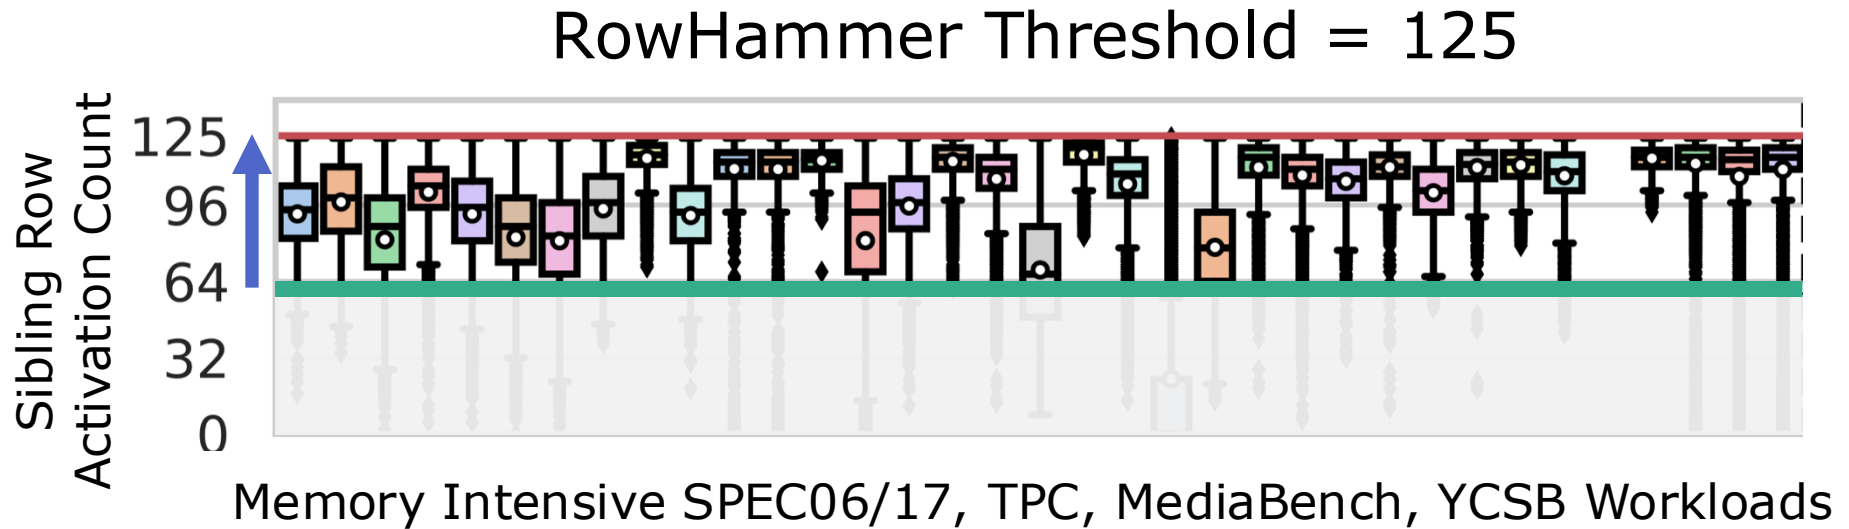 RowHammer Threshold = 125
Sibling Row
Activation Count
125
96
64
32
0
Memory Intensive SPEC06/17, TPC, MediaBench, YCSB Workloads